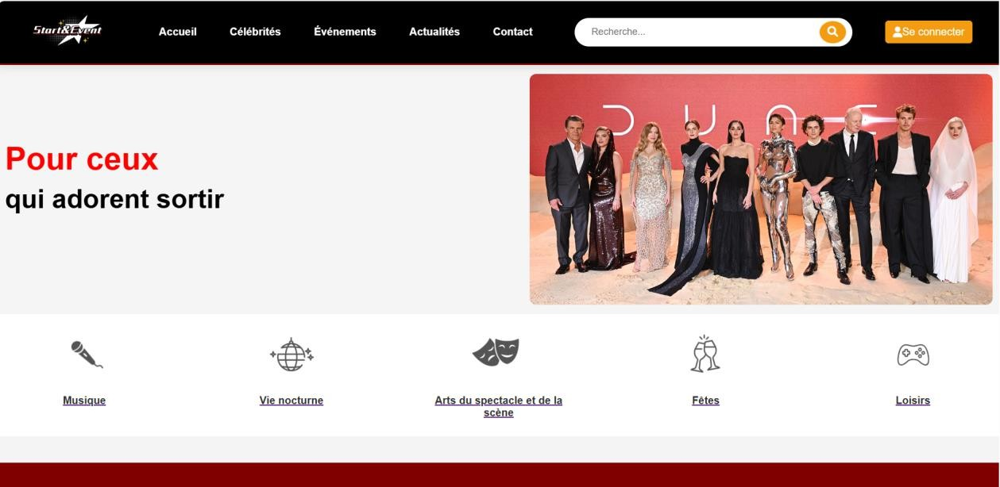 Start&Event
Accueil
Célébrités
Événements
Actualités
Contact
Recherche...
Se connecter
Pour ceux
qui adorent sortir
DUNE
Musique
Vie nocturne
Arts du spectacle et de la
scène
Fêtes
Loisirs